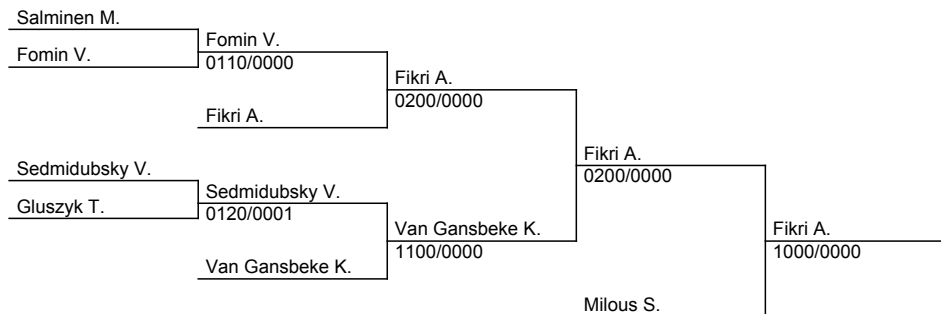 Salminen M.
Fomin V.
Fomin V.
0110/0000
Fikri A.
Fikri A.
0200/0000
Sedmidubsky V.
Gluszyk T.
Sedmidubsky V.
0120/0001
Van Gansbeke K.
Van Gansbeke K.
1100/0000
Fikri A.
0200/0000
Milous S.
Fikri A.
1000/0000